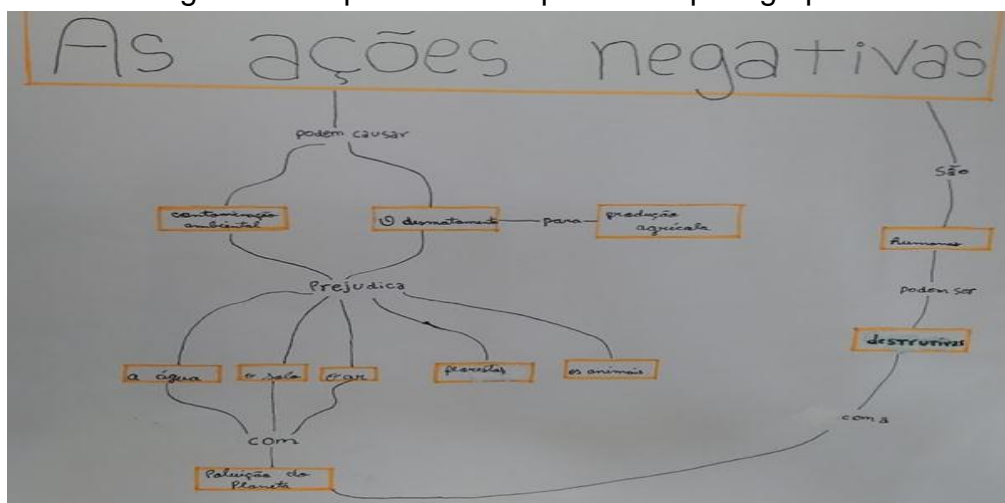 As ações negativas
podem causar
são
contaminação
ambiental
O desmatamento
para
produção
agrícola
humanas
Prejudica
podem ser
destrutivas
a água
o solo
o ar
florestas
os animais
com a
com
Poluição do
Planeta